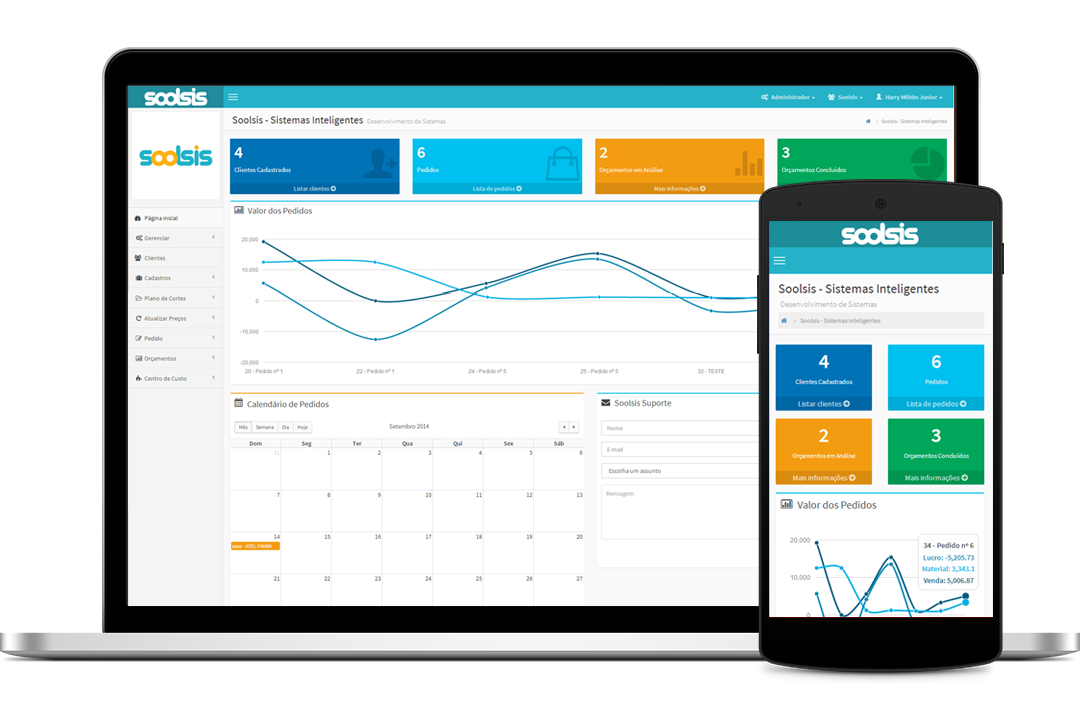 soolsis
Administrador
Soolsis
Harry Möbbs Junior
soolsis
Página Inicial
Gerenciar
Clientes
Cadastros
Plano de Cortes
Atualizar Preços
Pedido
Orçamentos
Centro de Custo
Soolsis - Sistemas Inteligentes Desenvolvimento de Sistemas
Soolsis - Sistemas Inteligentes
4
Clientes Cadastrados
Listar clientes
6
Pedidos
Lista de pedidos
2
Orçamentos em Análise
Mais informações
3
Orçamentos Concluídos
Valor dos Pedidos
20,000
10,000
0
-10,000
-20,000
20 - Pedido nº 1
22 - Pedido nº 1
24 - Pedido nº 5
25 - Pedido nº 5
32 - TESTE
Calendário de Pedidos
Mês Semana Dia Hoje
Setembro 2014
Dom Seg Ter Qua Qui Sex Sáb
31 1 2 3 4 5 6
7 8 9 10 11 12 13
14 15 16 17 18 19 20
JOEL PAVAN
21 22 23 24 25 26 27
Soolsis Suporte
Nome
E-mail
Escolha um assunto
Mensagem
soolsis
Soolsis - Sistemas Inteligentes
Desenvolvimento de Sistemas
Soolsis - Sistemas Inteligentes
4
Clientes Cadastrados
Listar clientes
6
Pedidos
Lista de pedidos
2
Orçamentos em Análise
Mais informações
3
Orçamentos Concluídos
Mais informações
Valor dos Pedidos
20,000
10,000
0
34 - Pedido nº 6
Lucro: -5,205.73
Material: 3,343.1
Venda: 5,006.87